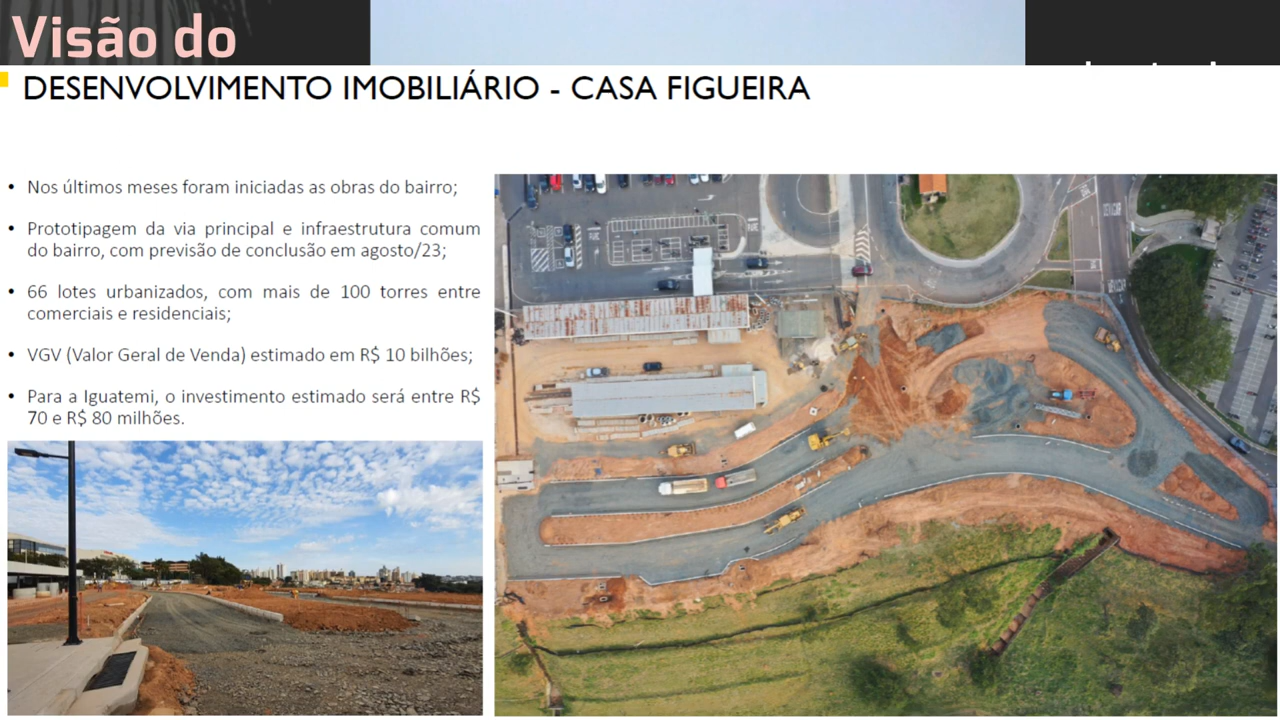 Visão do
DESENVOLVIMENTO IMOBILIÁRIO - CASA FIGUEIRA
• Nos últimos meses foram iniciadas as obras do bairro;
• Prototipagem da via principal e infraestrutura comum
do bairro, com previsão de conclusão em agosto/23;
• 66 lotes urbanizados, com mais de 100 torres entre
comerciais e residenciais;
• VGV (Valor Geral de Venda) estimado em R$ 10 bilhões;
• Para a Iguatemi, o investimento estimado será entre R$
70 e R$ 80 milhões.